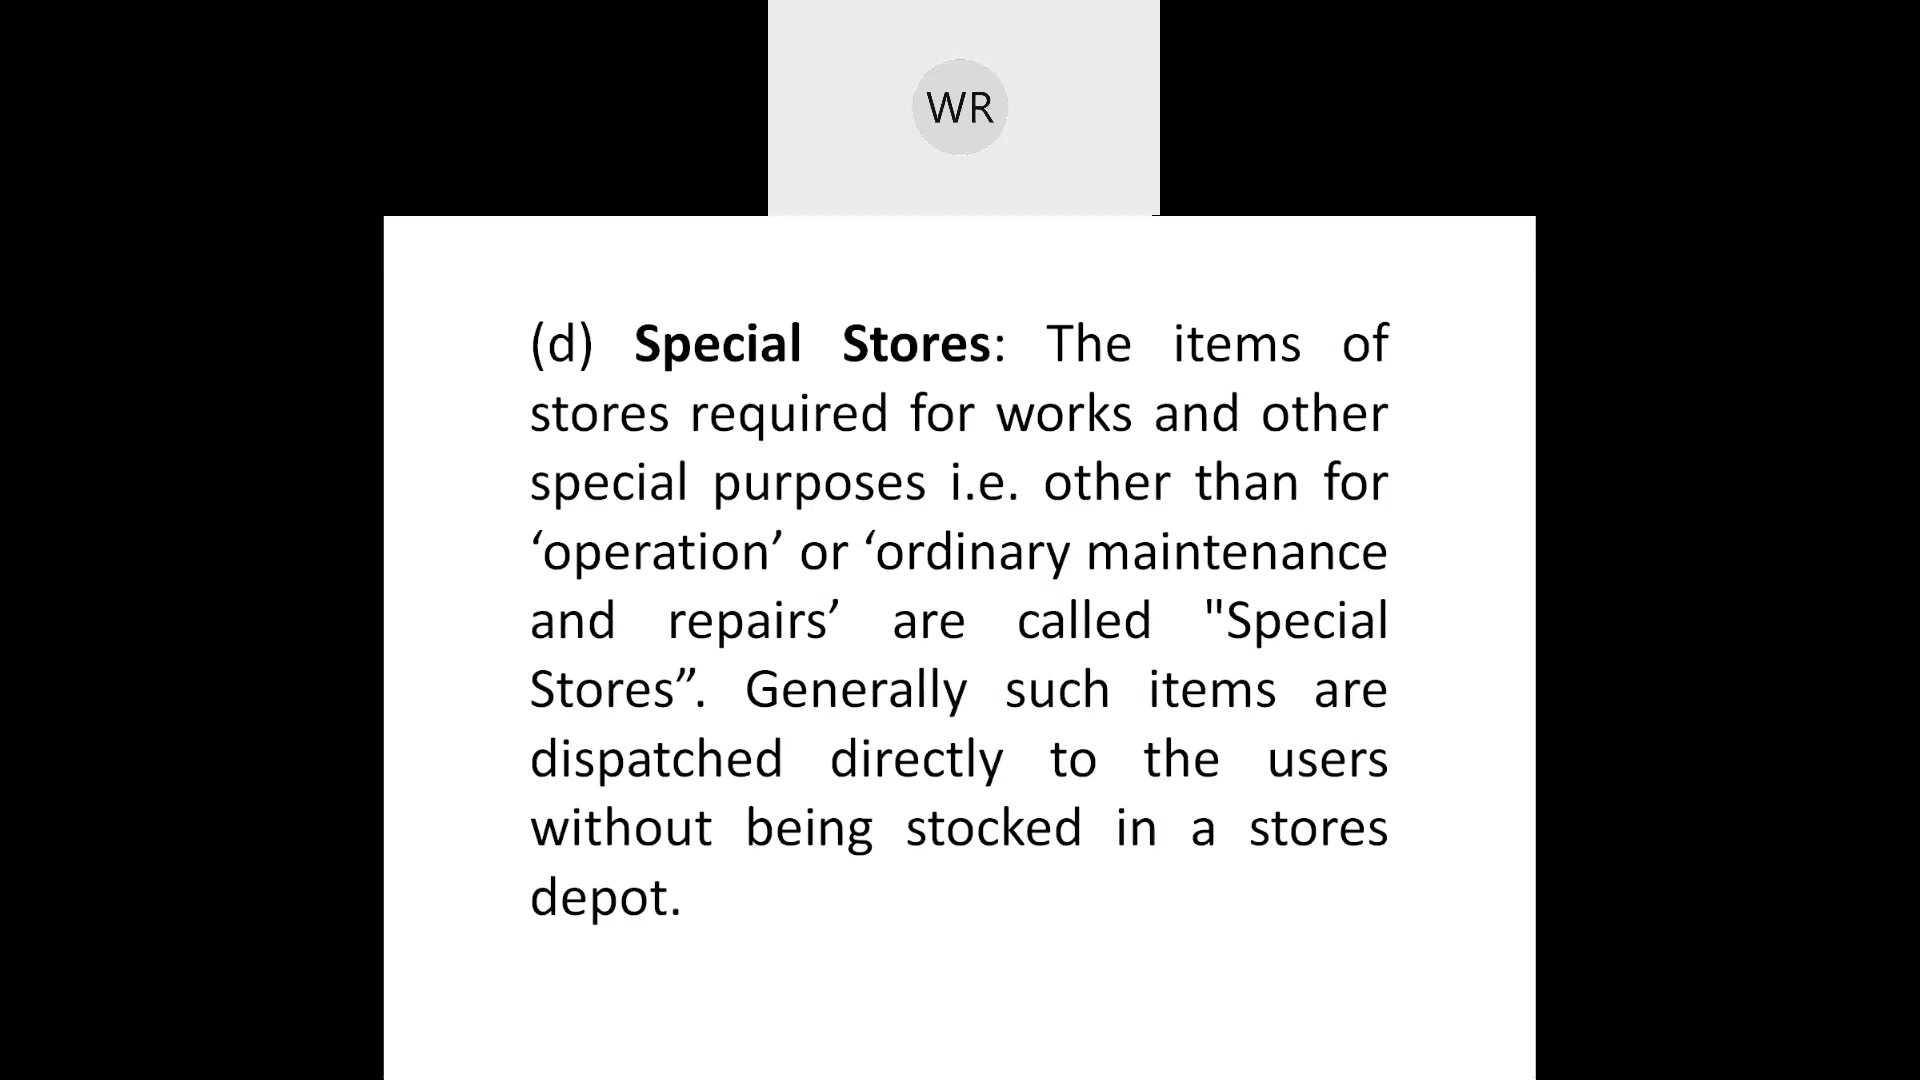 WR
(d) Special Stores: The items of
stores required for works and other
special purposes i.e. other than for
‘operation’ or ‘ordinary maintenance
and repairs’ are called "Special
Stores”. Generally such items are
dispatched directly to the users
without being stocked in a stores
depot.